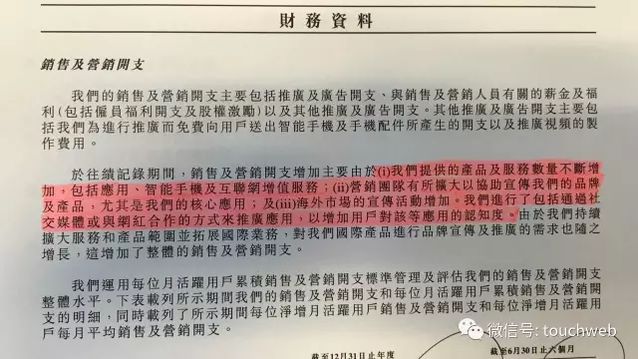 財務資料
銷售及營銷開支
我們的銷售及營銷開支主要包括推廣及廣告開支、與銷售及營銷人員有關的薪金及福
利(包括僱員福利開支及股權激勵)以及其他推廣及廣告開支。其他推廣及廣告開支主要包
括我們為進行推廣而免費向用戶送出智能手機及手機配件所產生的開支以及推廣視頻的製
作費用。
於往績記錄期間，銷售及營銷開支增加主要由於(i)我們提供的產品及服務數量不斷增
加，包括應用、智能手機及互聯網增值服務；(ii)營銷團隊有所擴大以協助宣傳我們的品牌
及產品，尤其是我們的核心應用；及(iii)海外市場的宣傳活動增加。我們進行了包括通過社
交媒體或與網紅合作的方式來推廣應用，以增加用戶對該等應用的認知度。由於我們持續
擴大服務和產品範圍並拓展國際業務，對我們國際產品進行品牌宣傳及推廣的需求也隨之
增長，這增加了整體的銷售及營銷開支。
我們運用每位月活躍用戶累積銷售及營銷開支標準管理及評估我們的銷售及營銷開支
整體水平。下表載列所示期間我們的銷售及營銷開支和每位月活躍用戶銷售及營銷開支
的明細，同時載列了所示期間每位淨增月活躍用戶銷售及營銷開支和每位淨增月活躍用
戶每月平均銷售及營銷開支。
截至12月31日止年度
截至6月30日止六個月
微信号: touchweb